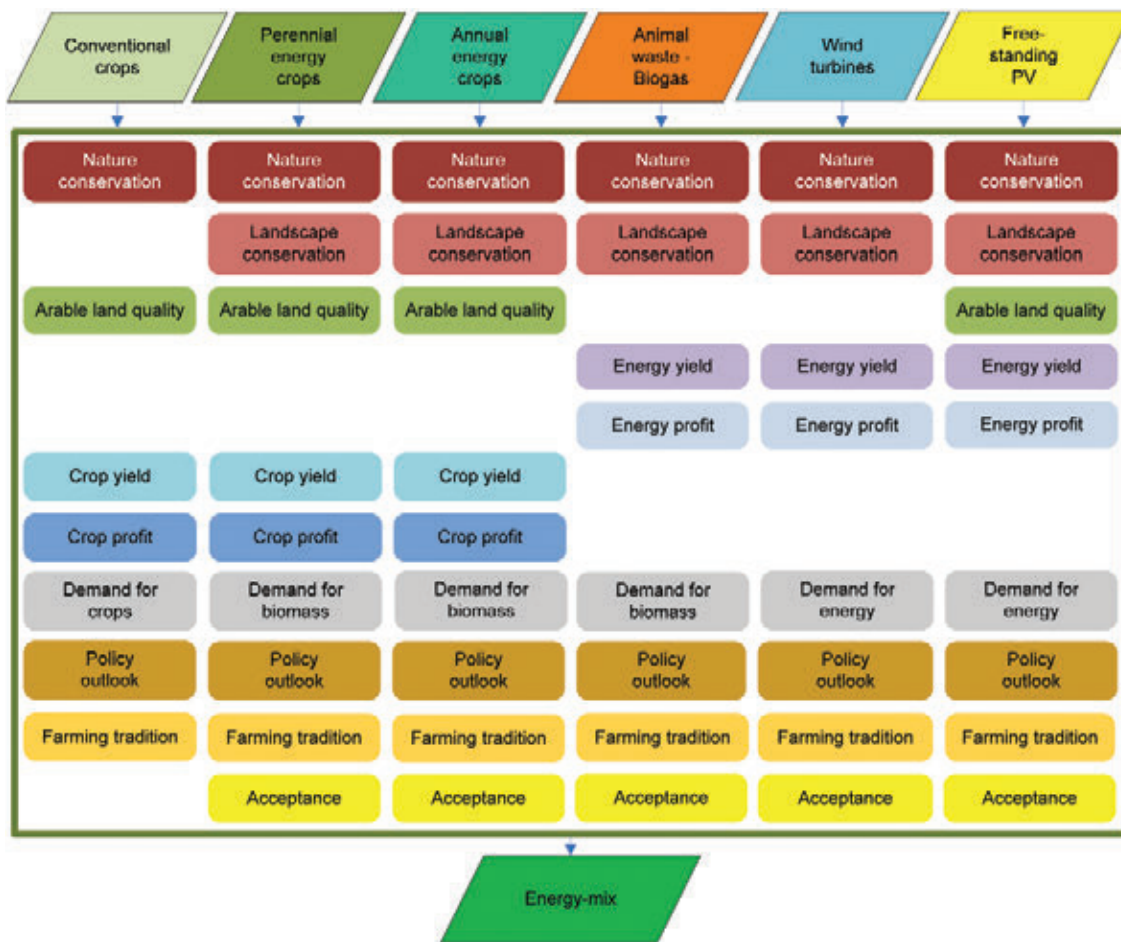 Conventional
crops
Perennial
energy
crops
Annual
energy
crops
Animal
waste -
Biogas
Wind
turbines
Free-
standing
PV
Nature
conservation
Nature
conservation
Nature
conservation
Nature
conservation
Nature
conservation
Nature
conservation
Landscape
conservation
Landscape
conservation
Landscape
conservation
Landscape
conservation
Landscape
conservation
Arable land quality
Arable land quality
Arable land quality
Arable land quality
Energy yield
Energy yield
Energy yield
Energy profit
Energy profit
Energy profit
Crop yield
Crop yield
Crop yield
Crop profit
Crop profit
Crop profit
Demand for
crops
Demand for
biomass
Demand for
biomass
Demand for
biomass
Demand for
energy
Demand for
energy
Policy
outlook
Policy
outlook
Policy
outlook
Policy
outlook
Policy
outlook
Policy
outlook
Farming tradition
Farming tradition
Farming tradition
Farming tradition
Farming tradition
Farming tradition
Acceptance
Acceptance
Acceptance
Acceptance
Acceptance
Energy-mix